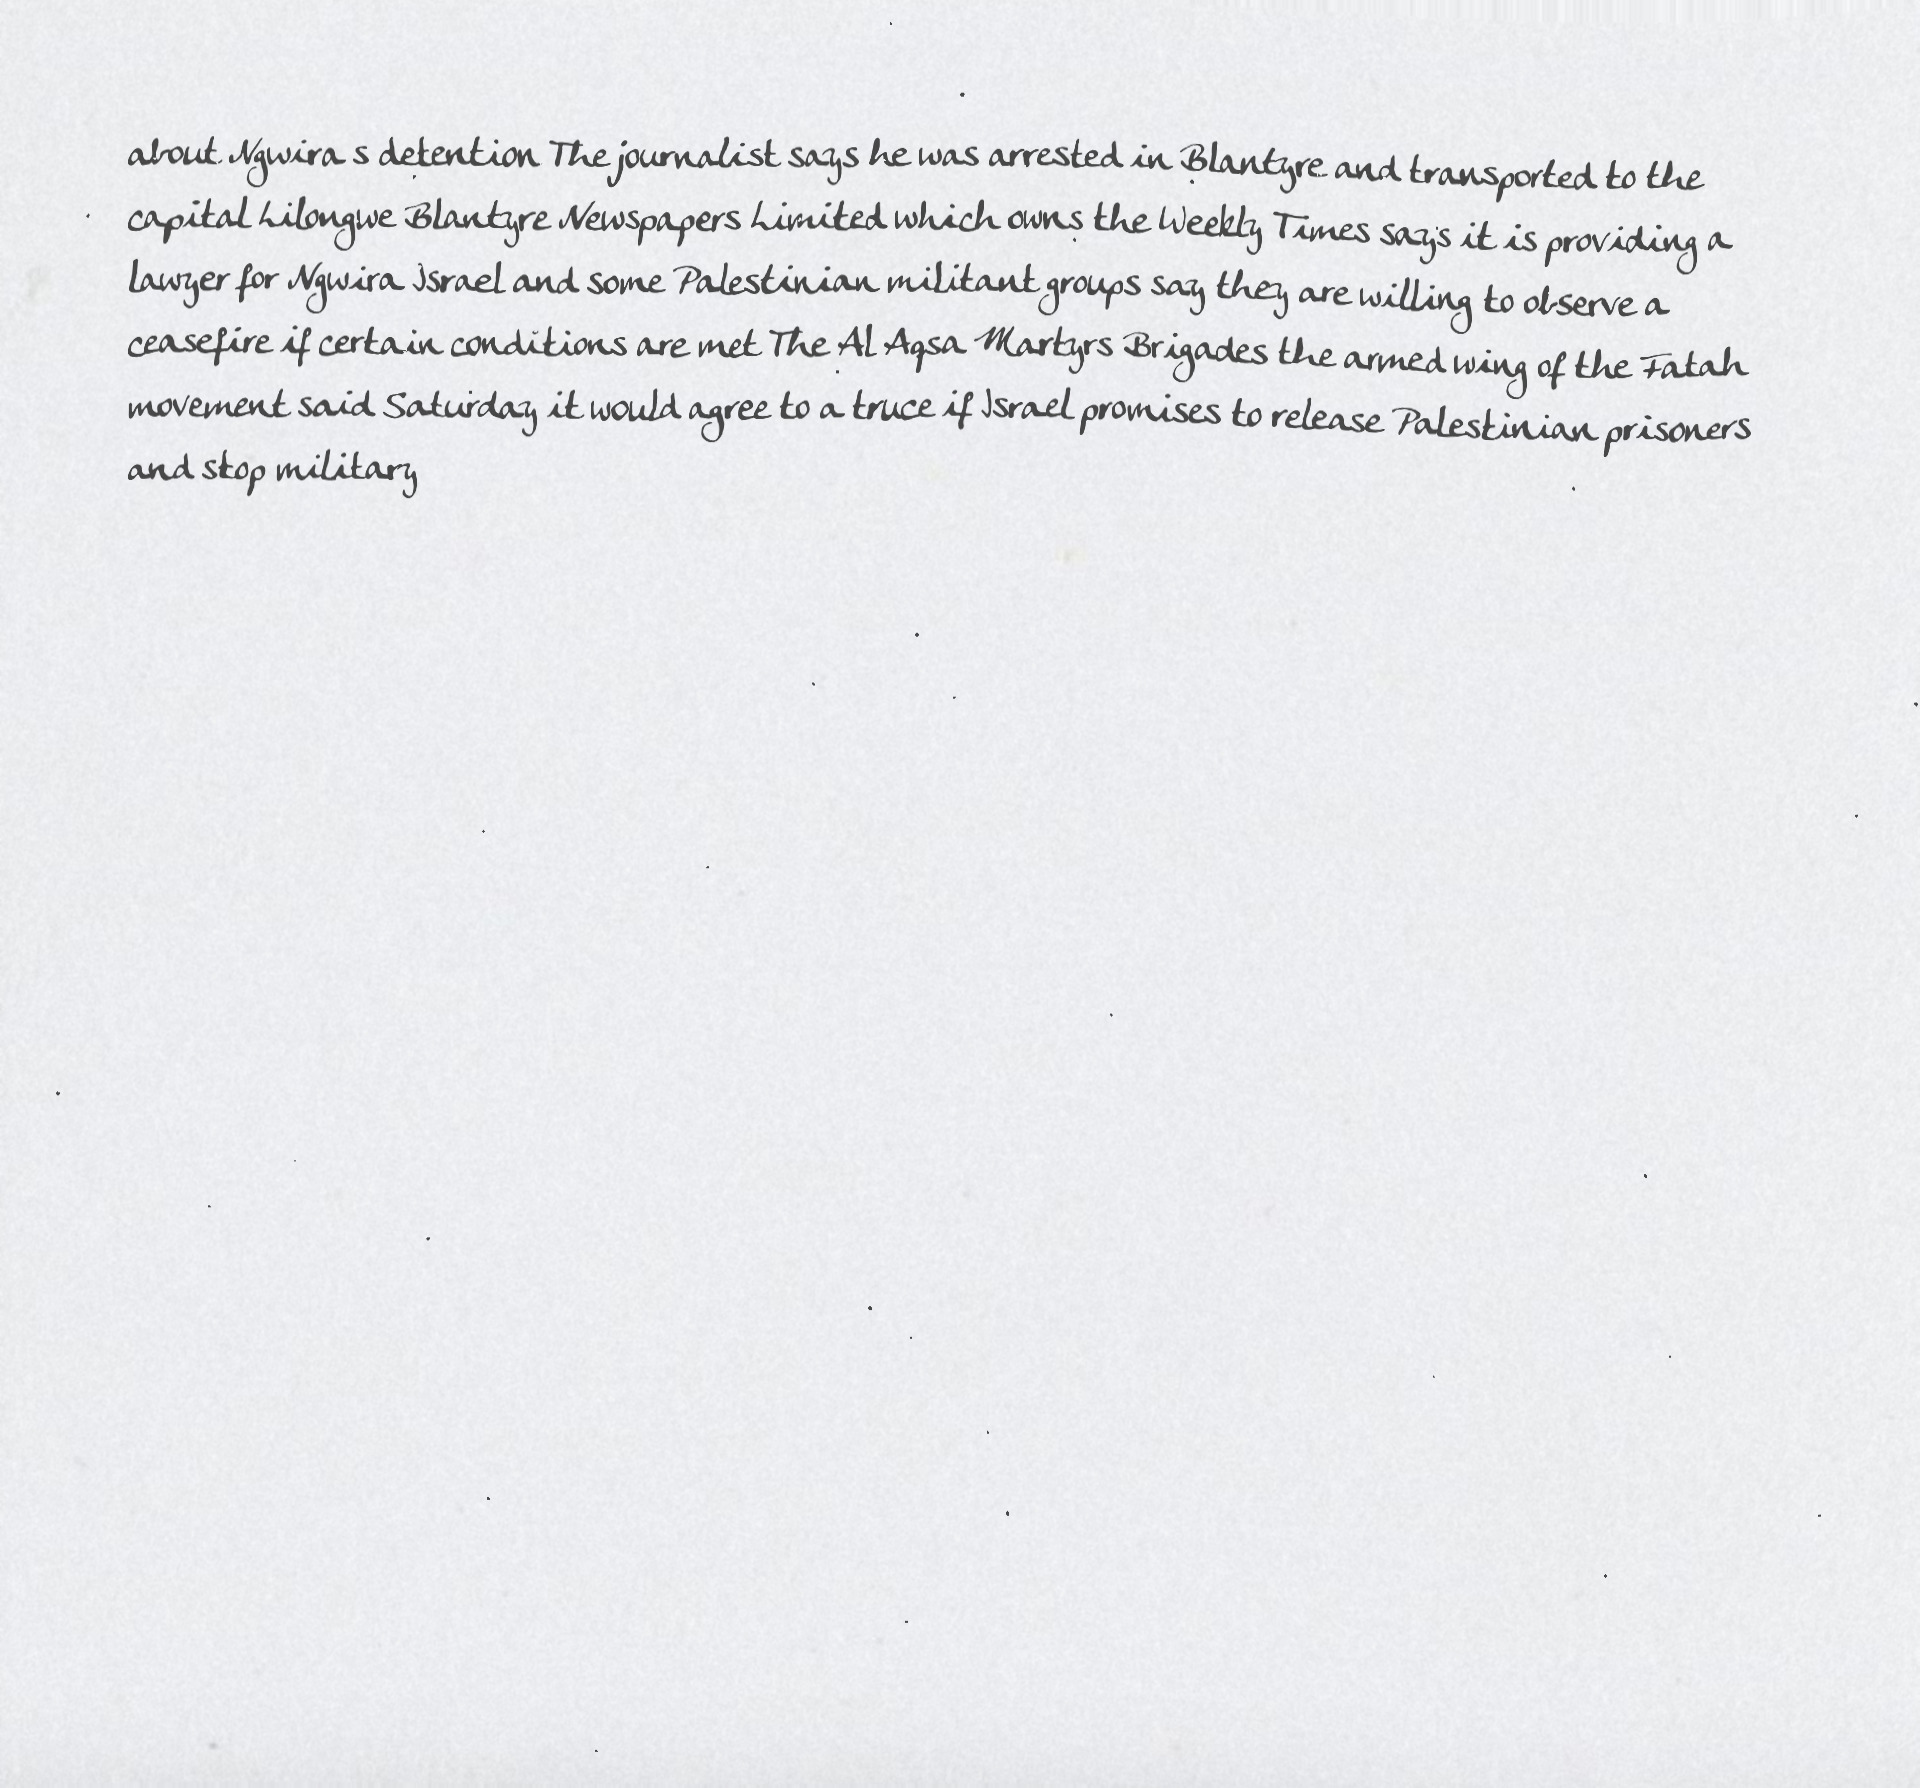 about Ngwira s detention The journalist says he was arrested in Blantyre and transported to the
capital Lilongwe Blantyre Newspapers Limited which owns the Weekly Times says it is providing a
lawyer for Ngwira Israel and some Palestinian militant groups say they are willing to observe a
ceasefire if certain conditions are met The Al Aqsa Martyrs Brigades the armed wing of the Fatah
movement said Saturday it would agree to a truce if Israel promises to release Palestinian prisoners
and stop military